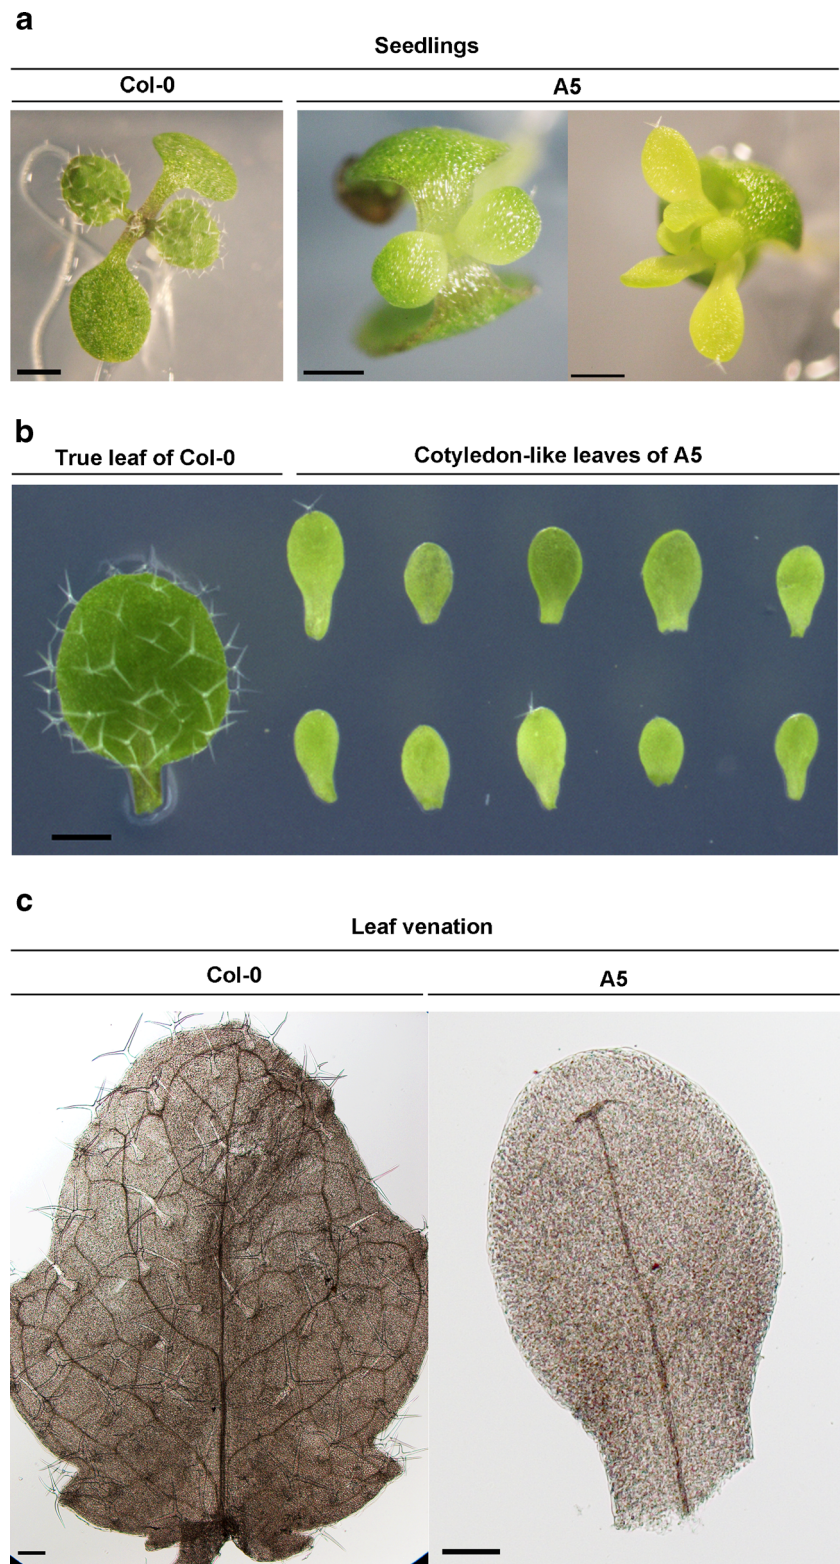 a
Seedlings
Col-0
A5
b
True leaf of Col-0
Cotyledon-like leaves of A5
c
Leaf venation
Col-0
A5